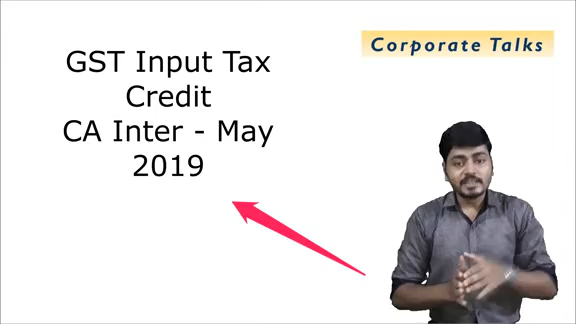 GST Input Tax
Credit
CA Inter - May
2019
Corporate Talks